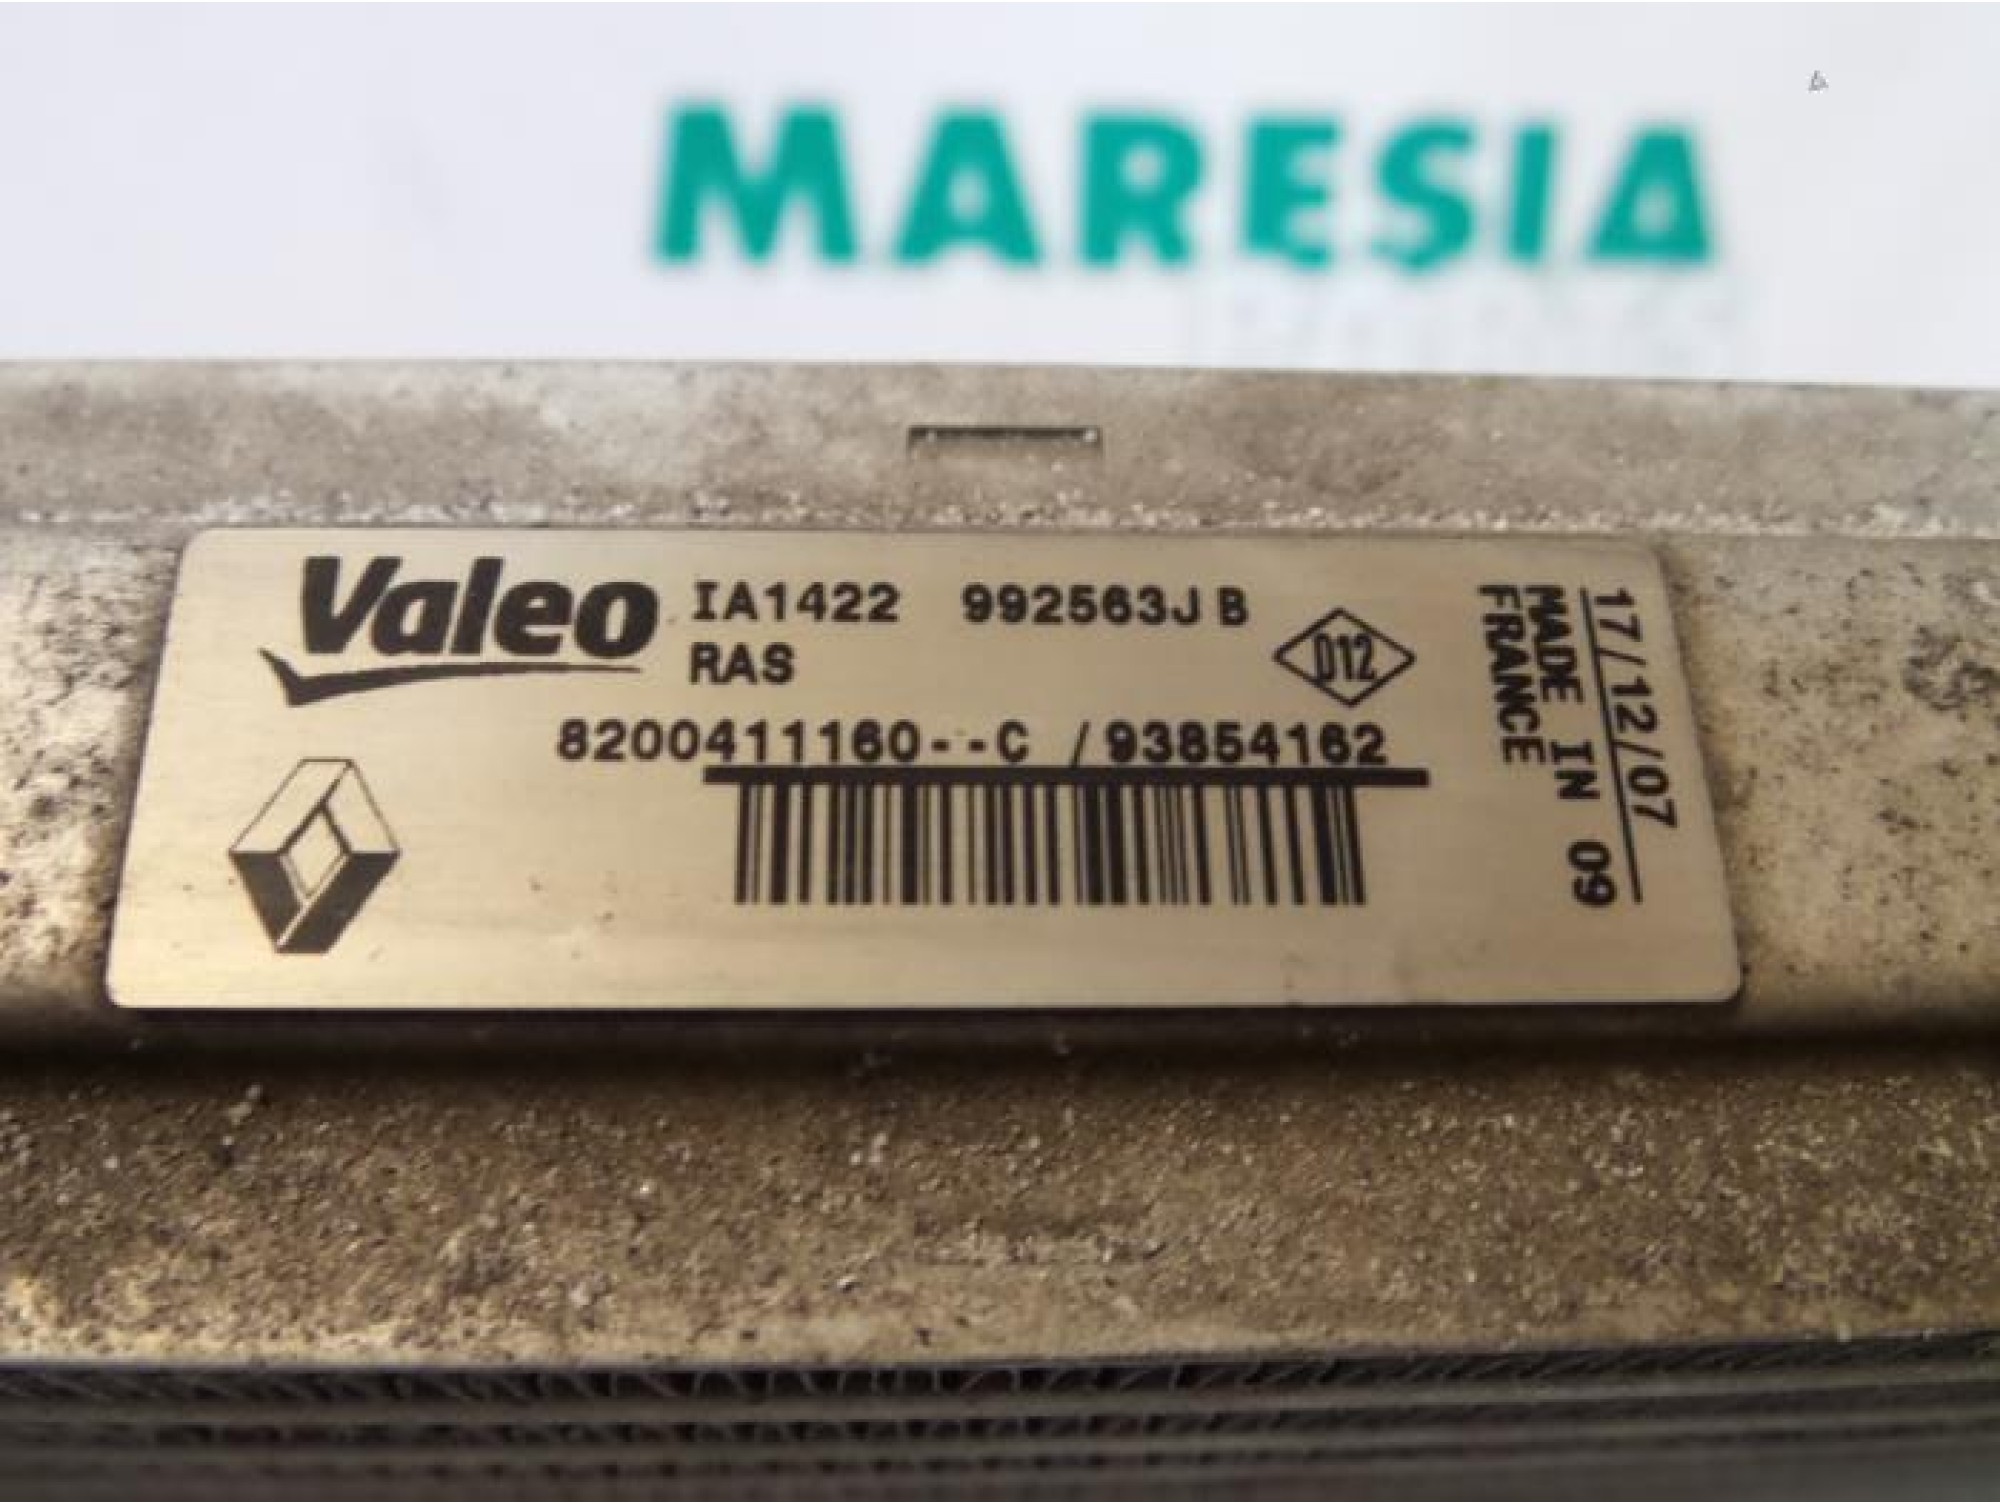 MARESIA
Valeo IA1422 992563J B
RAS
D12
8200411160--C /93854162
17/12/07
MADE IN 09
FRANCE